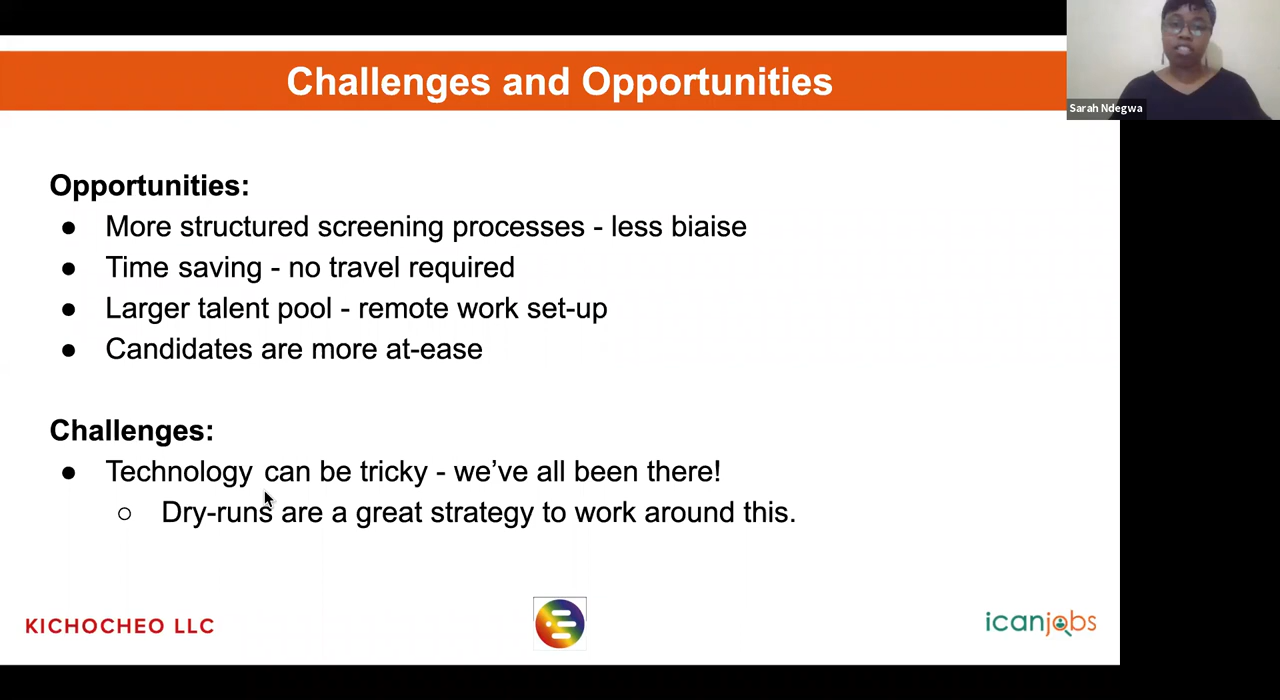 Challenges and Opportunities
Sarah Ndegwa
Opportunities:
● More structured screening processes - less biaise
● Time saving - no travel required
● Larger talent pool - remote work set-up
● Candidates are more at-ease
Challenges:
● Technology can be tricky - we've all been there!
○ Dry-runs are a great strategy to work around this.
KICHOCHEO LLC
icanjobs